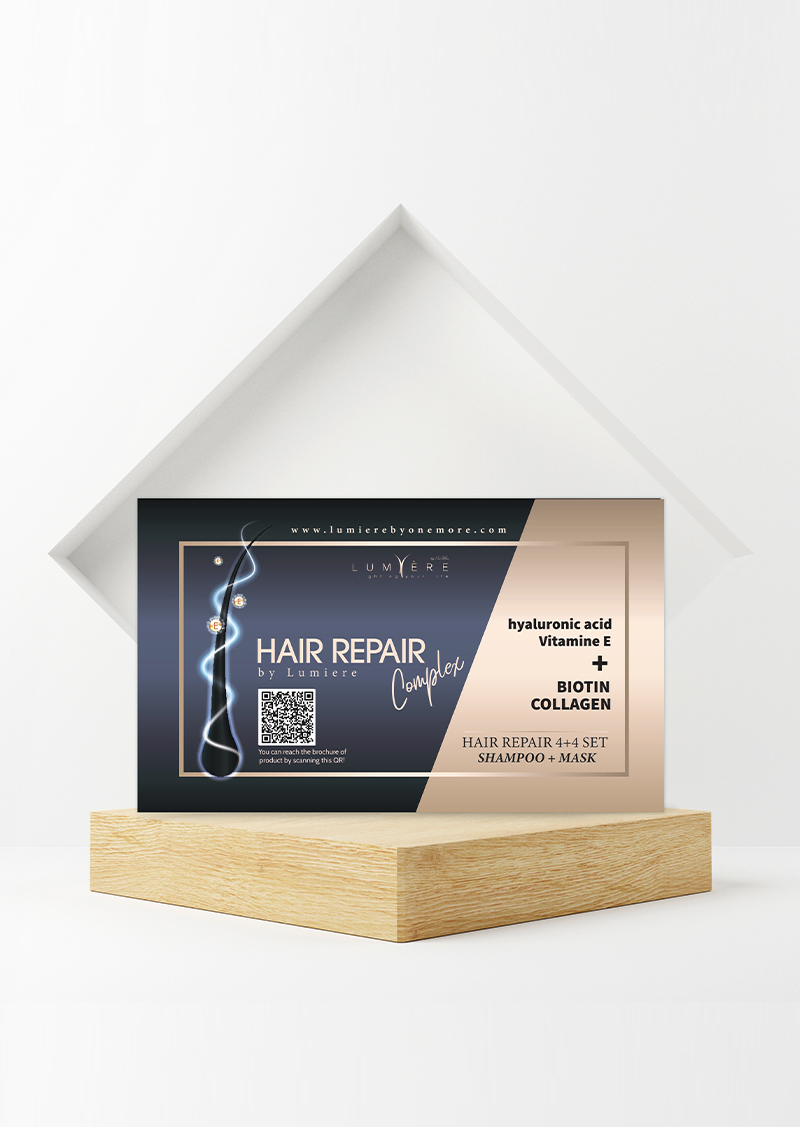 www.lumierebyonemore.com
LUMIÈRE
HAIR REPAIR
by Lumiere
Complex
You can reach the brochure of
product by scanning this QR!
hyaluronic acid
Vitamine E
+
BIOTIN
COLLAGEN
HAIR REPAIR 4+4 SET
SHAMPOO + MASK
E
E